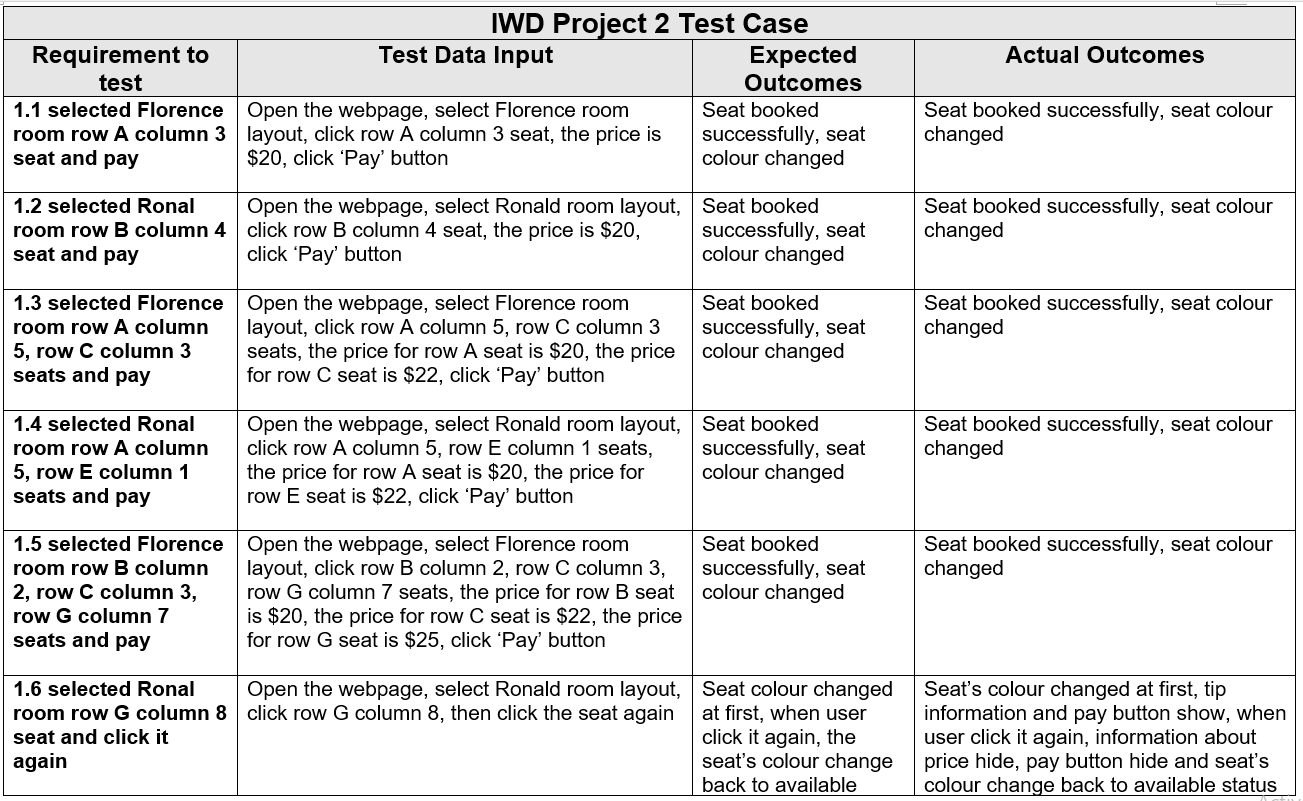 IWD Project 2 Test Case
Requirement to
test
Test Data Input
Expected
Outcomes
Actual Outcomes
1.1 selected Florence
room row A column 3
seat and pay
Open the webpage, select Florence room
layout, click row A column 3 seat, the price is
$20, click ‘Pay’ button
Seat booked
successfully, seat
colour changed
Seat booked successfully, seat colour
changed
1.2 selected Ronal
room row B column 4
seat and pay
Open the webpage, select Ronald room layout,
click row B column 4 seat, the price is $20,
click ‘Pay’ button
Seat booked
successfully, seat
colour changed
Seat booked successfully, seat colour
changed
1.3 selected Florence
room row A column
5, row C column 3
seats and pay
Open the webpage, select Florence room
layout, click row A column 5, row C column 3
seats, the price for row A seat is $20, the price
for row C seat is $22, click ‘Pay’ button
Seat booked
successfully, seat
colour changed
Seat booked successfully, seat colour
changed
1.4 selected Ronal
room row A column
5, row E column 1
seats and pay
Open the webpage, select Ronald room layout,
click row A column 5, row E column 1 seats,
the price for row A seat is $20, the price for
row E seat is $22, click ‘Pay’ button
Seat booked
successfully, seat
colour changed
Seat booked successfully, seat colour
changed
1.5 selected Florence
room row B column
2, row C column 3,
row G column 7
seats and pay
Open the webpage, select Florence room
layout, click row B column 2, row C column 3,
row G column 7 seats, the price for row B seat
is $20, the price for row C seat is $22, the price
for row G seat is $25, click ‘Pay’ button
Seat booked
successfully, seat
colour changed
Seat booked successfully, seat colour
changed
1.6 selected Ronal
room row G column 8
seat and click it
again
Open the webpage, select Ronald room layout,
click row G column 8, then click the seat again
Seat colour changed
at first, when user
click it again, the
seat’s colour change
back to available
Seat’s colour changed at first, tip
information and pay button show, when
user click it again, information about
price hide, pay button hide and seat’s
colour change back to available status